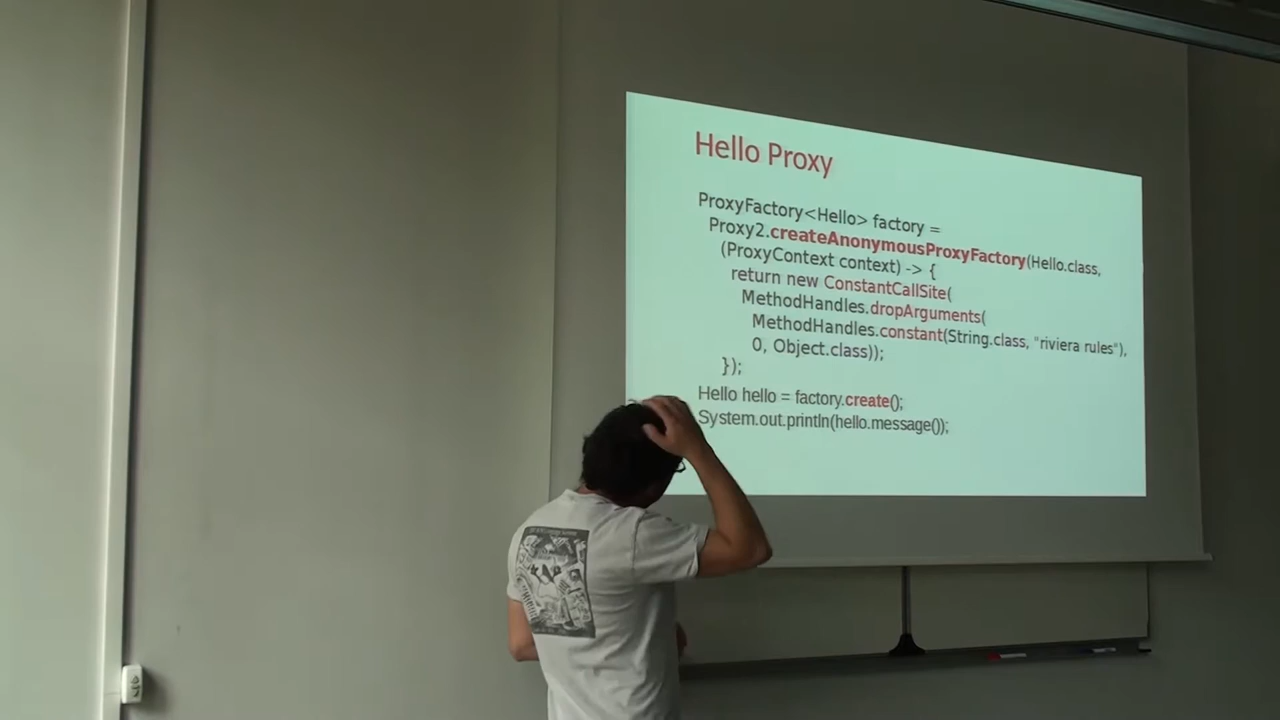 Hello Proxy
ProxyFactory<Hello> factory =
Proxy2.createAnonymousProxyFactory(Hello.class,
(ProxyContext context) -> {
return new ConstantCallSite(
MethodHandles.dropArguments(
MethodHandles.constant(String.class, "riviera rules"),
0, Object.class));
});
Hello hello = factory.create();
System.out.println(hello.message());